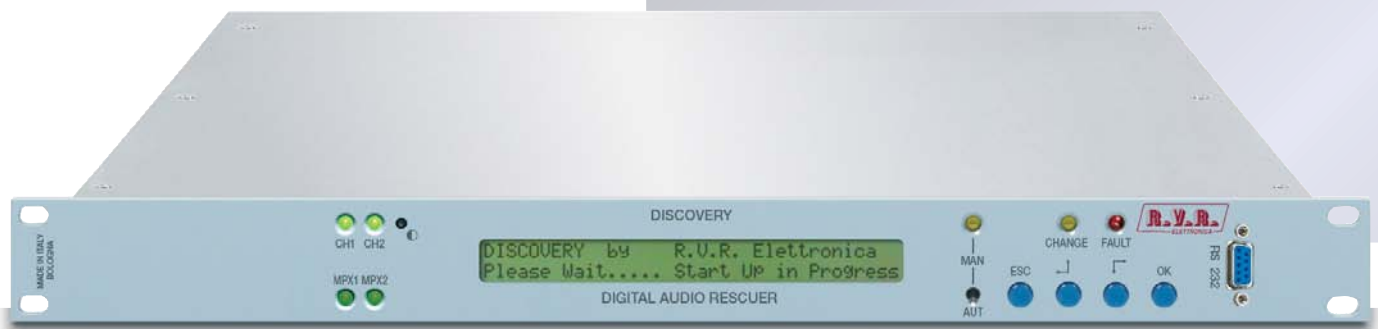 MADE IN ITALY
BOLOGNA
CH1 CH2
MPX1 MPX2
DISCOVERY
DISCOVERY by R.V.R. Elettronica
Please Wait..... Start Up in Progress
DIGITAL AUDIO RESCUER
MAN
AUT
CHANGE FAULT
ESC
OK
R.V.R.
ELETTRONICA
RS 232